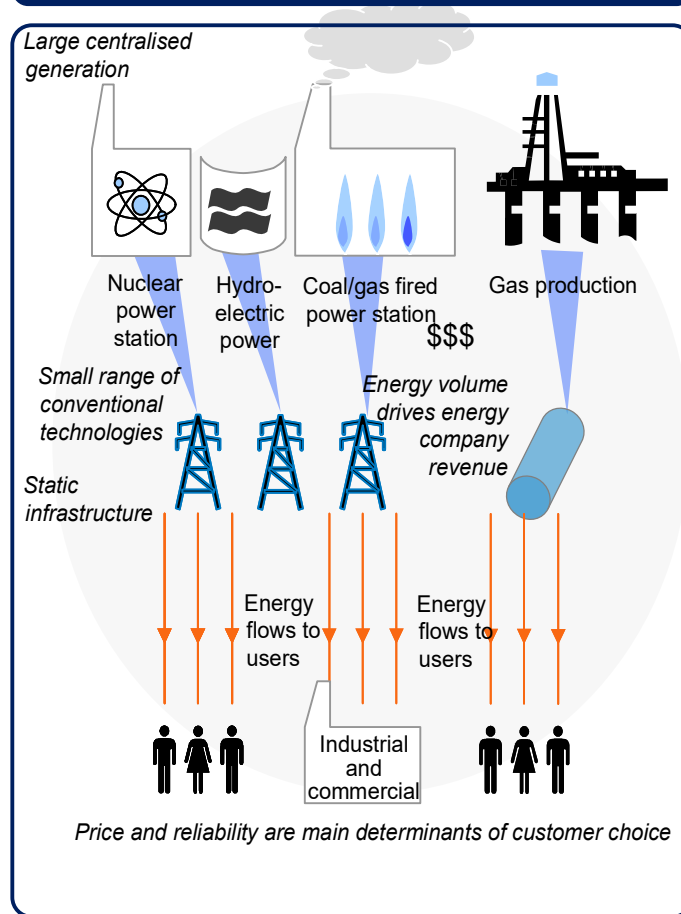 Large centralised
generation
Nuclear
power
station
Hydro-
electric
power
Coal/gas fired
power station
Gas production
$$$
Small range of
conventional
technologies
Energy volume
drives energy
company
revenue
Static
infrastructure
Energy
flows to
users
Energy
flows to
users
Industrial
and
commercial
Price and reliability are main determinants of customer choice